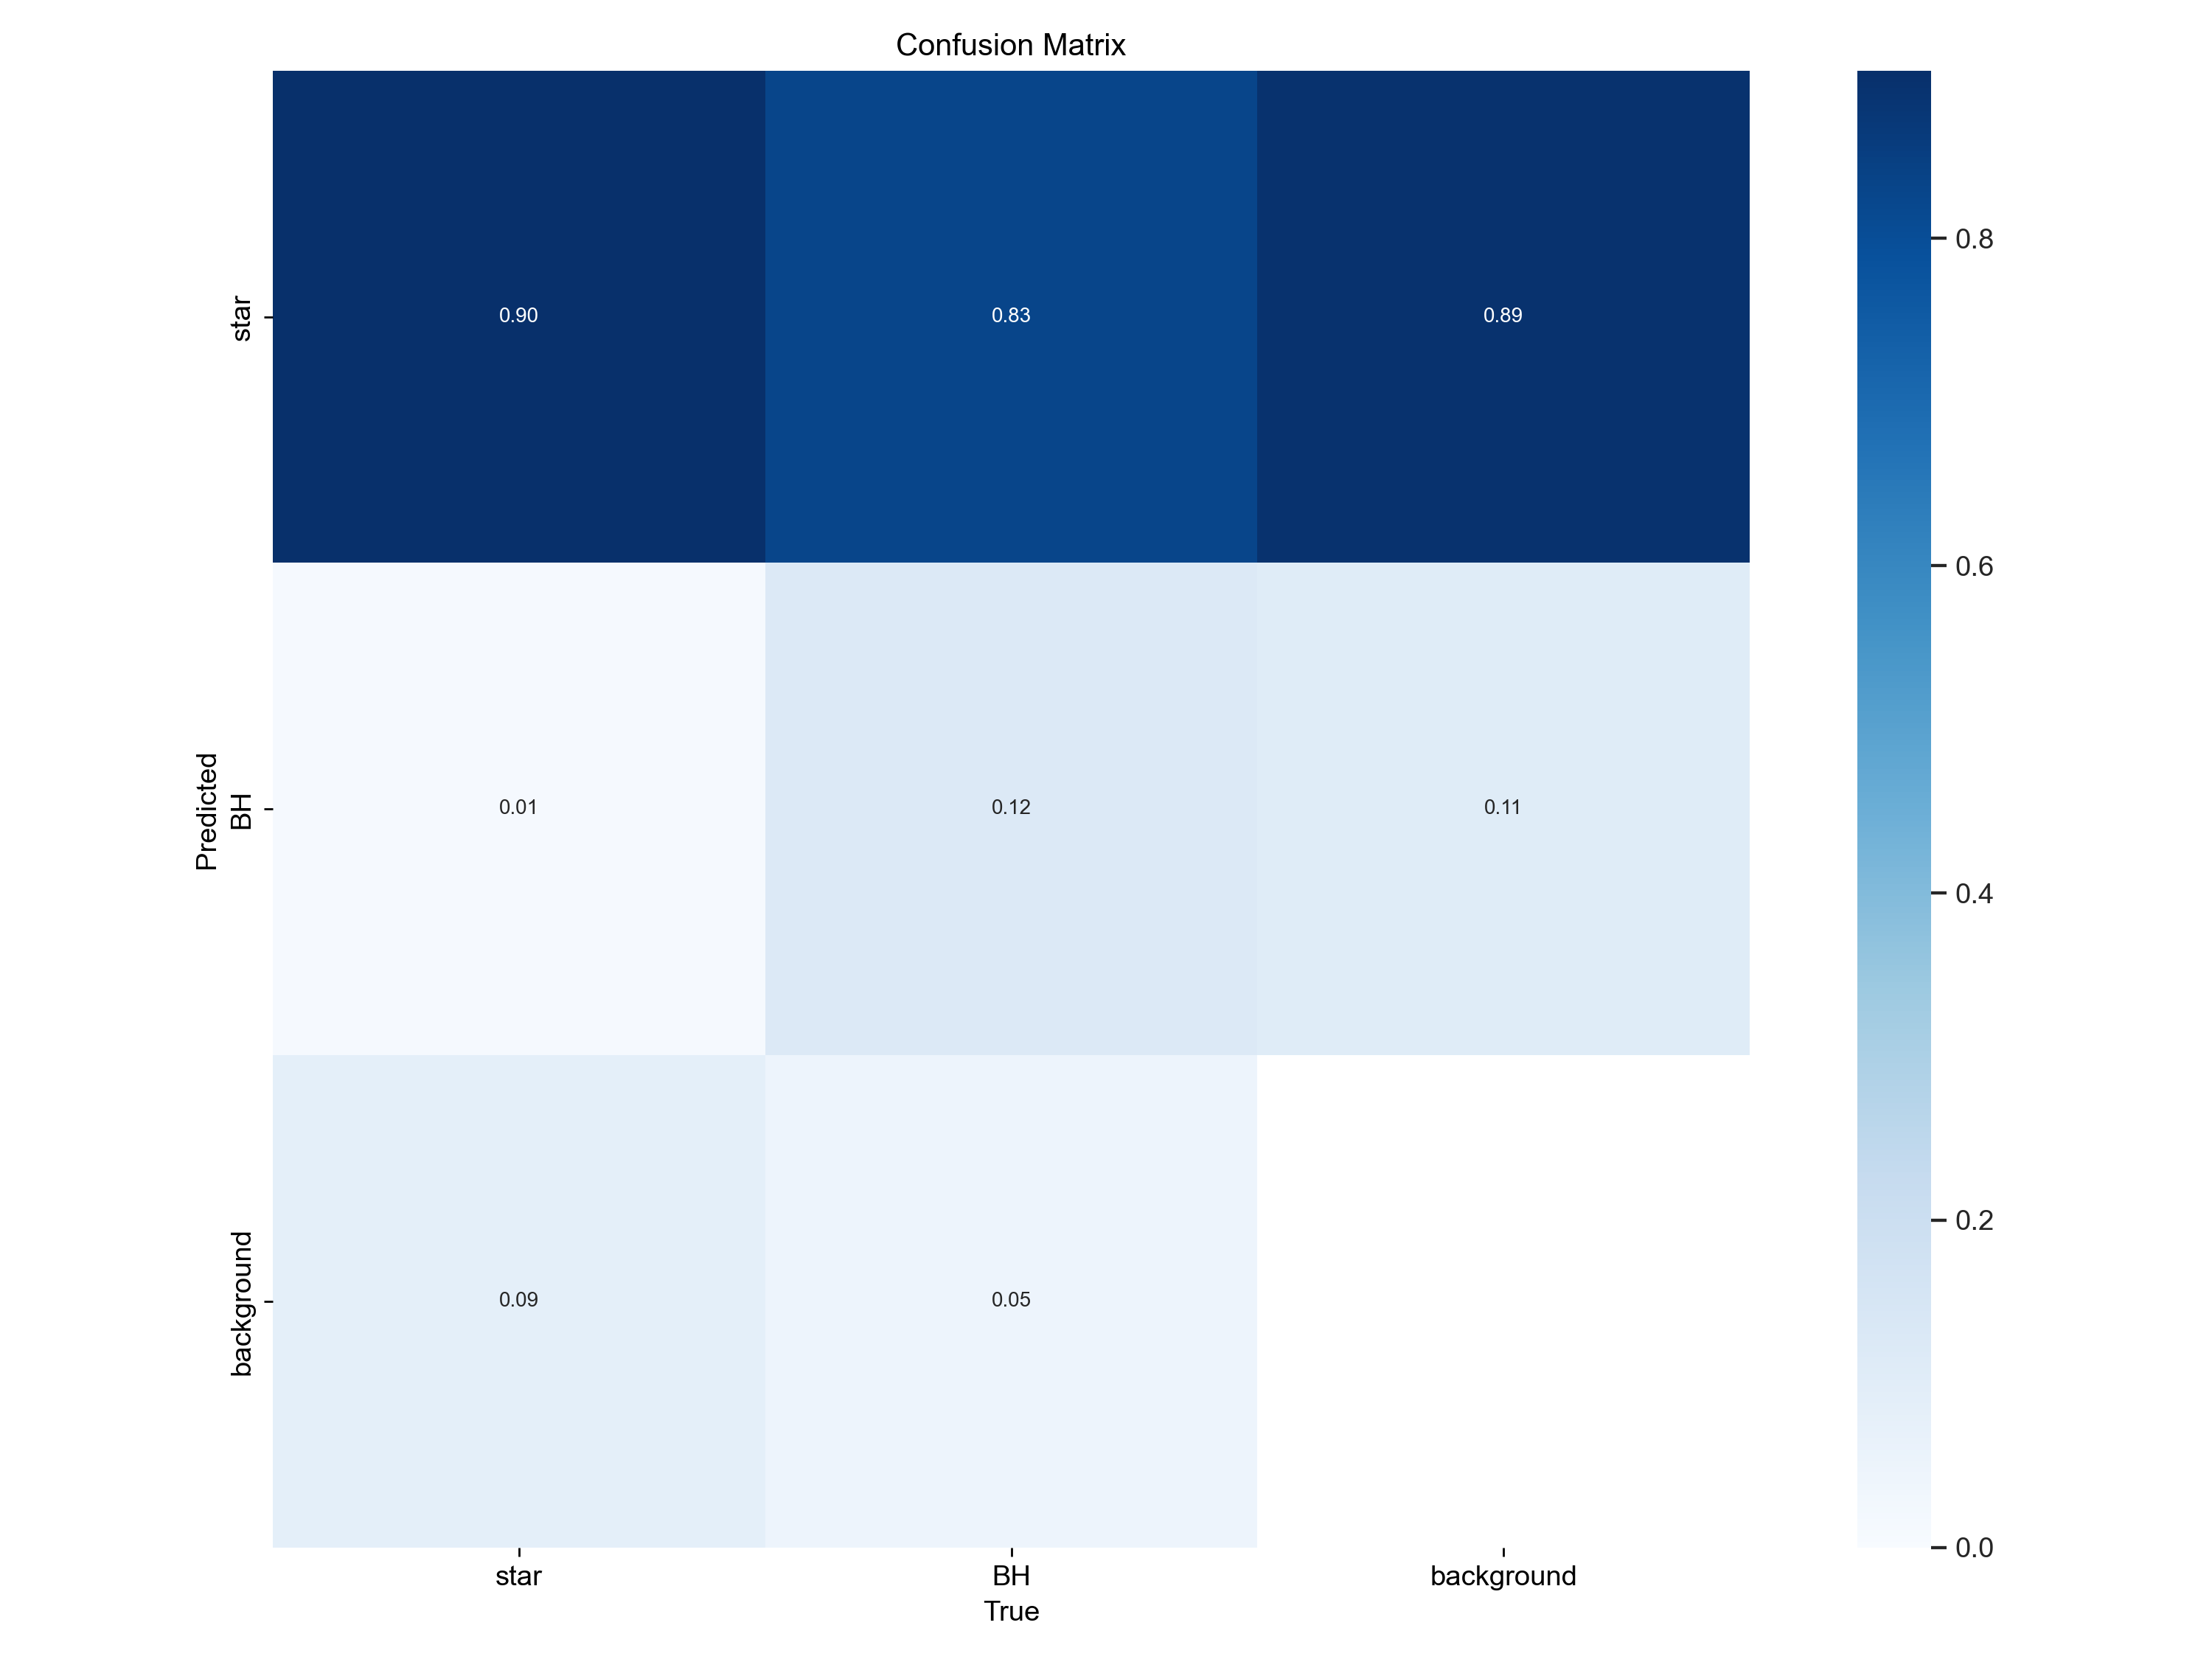 Confusion Matrix
0.90 0.83 0.89
0.01 0.12 0.11
0.09 0.05
star
BH
background
Predicted
star BH background
True
0.8
0.6
0.4
0.2
0.0